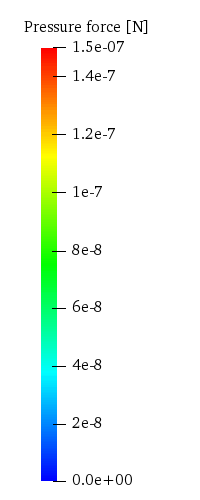 Pressure force [N]
1.5e-07
1.4e-7
1.2e-7
1e-7
8e-8
6e-8
4e-8
2e-8
0.0e+00